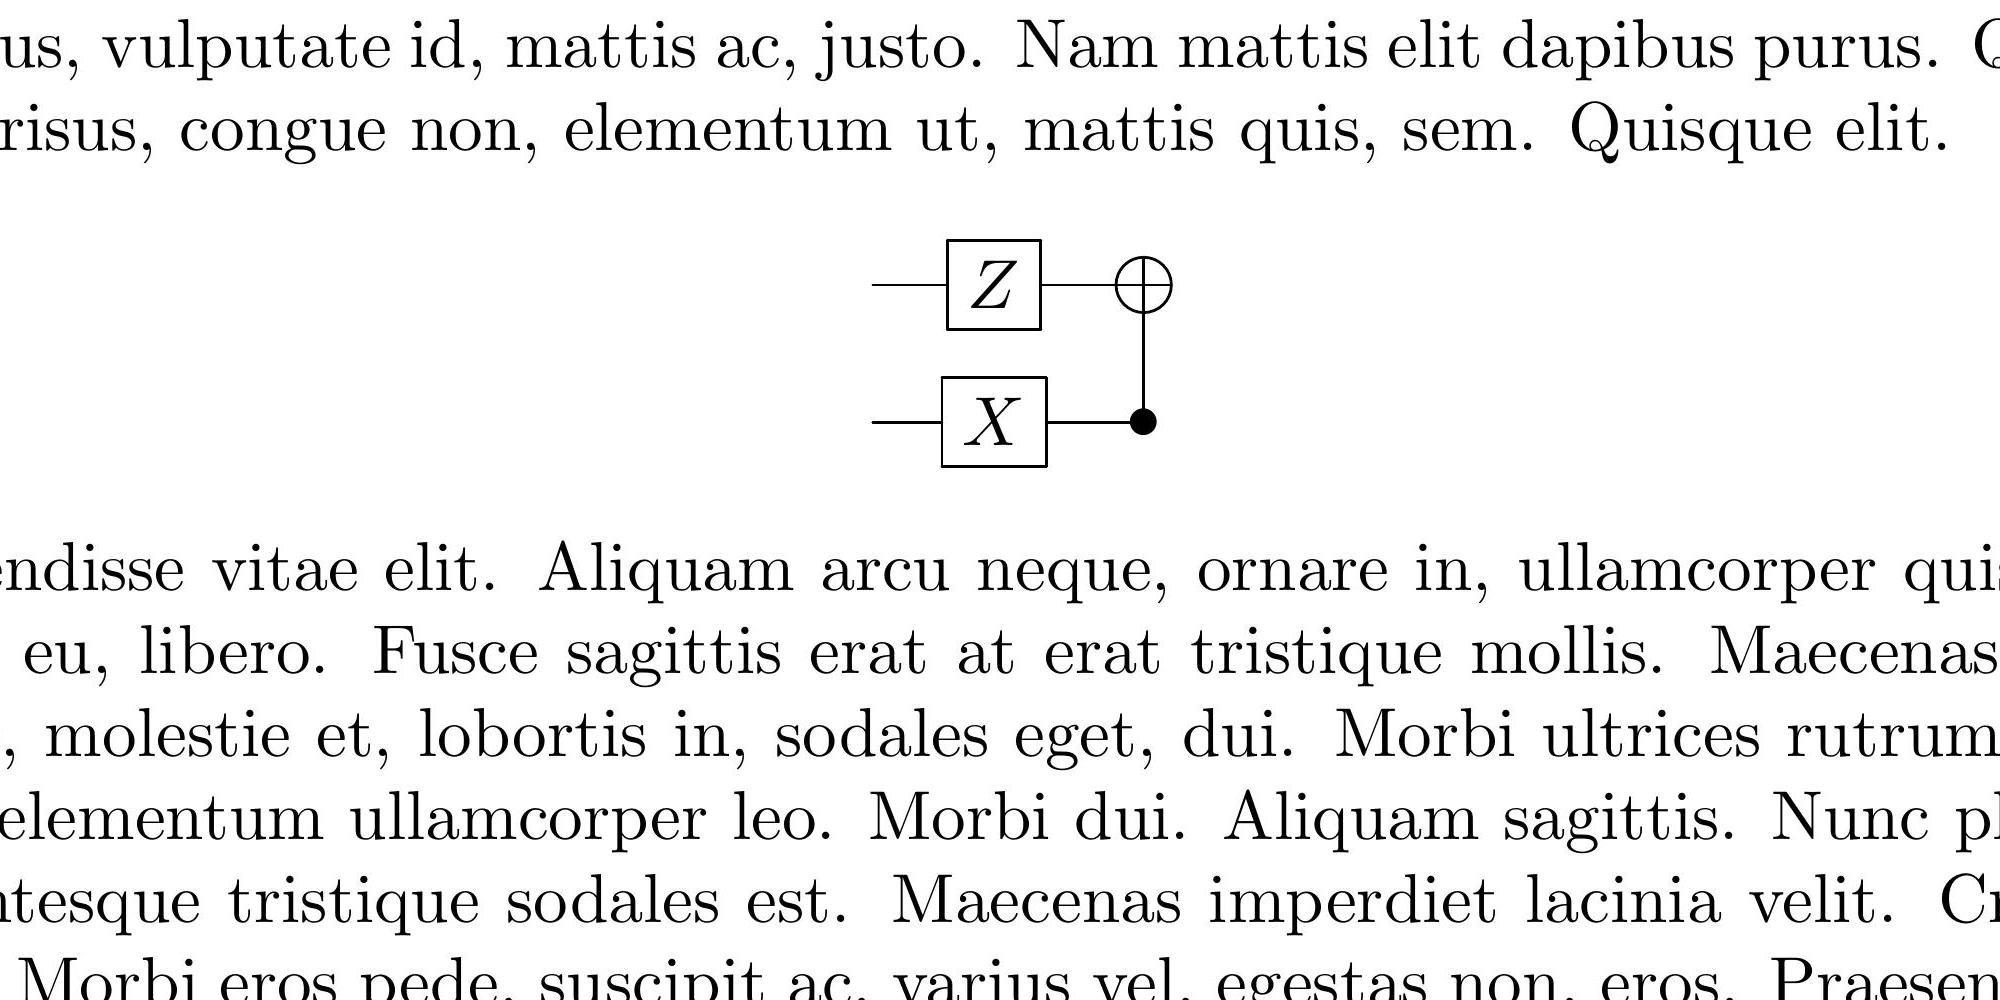 us, vulputate id, mattis ac, justo. Nam mattis elit dapibus purus.
risus, congue non, elementum ut, mattis quis, sem. Quisque elit.
Z
X
endisse vitae elit. Aliquam arcu neque, ornare in, ullamcorper quis
eu, libero. Fusce sagittis erat at erat tristique mollis. Maecenas
, molestie et, lobortis in, sodales eget, dui. Morbi ultrices rutrum
elementum ullamcorper leo. Morbi dui. Aliquam sagittis. Nunc
ntesque tristique sodales est. Maecenas imperdiet lacinia velit.
Morbi eros pede, suscipit ac, varius vel, egestas non, eros. Praesen